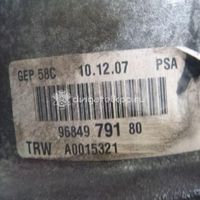 GEP 58C 10.12.07 PSA
96849 791 80
TRW A0015321